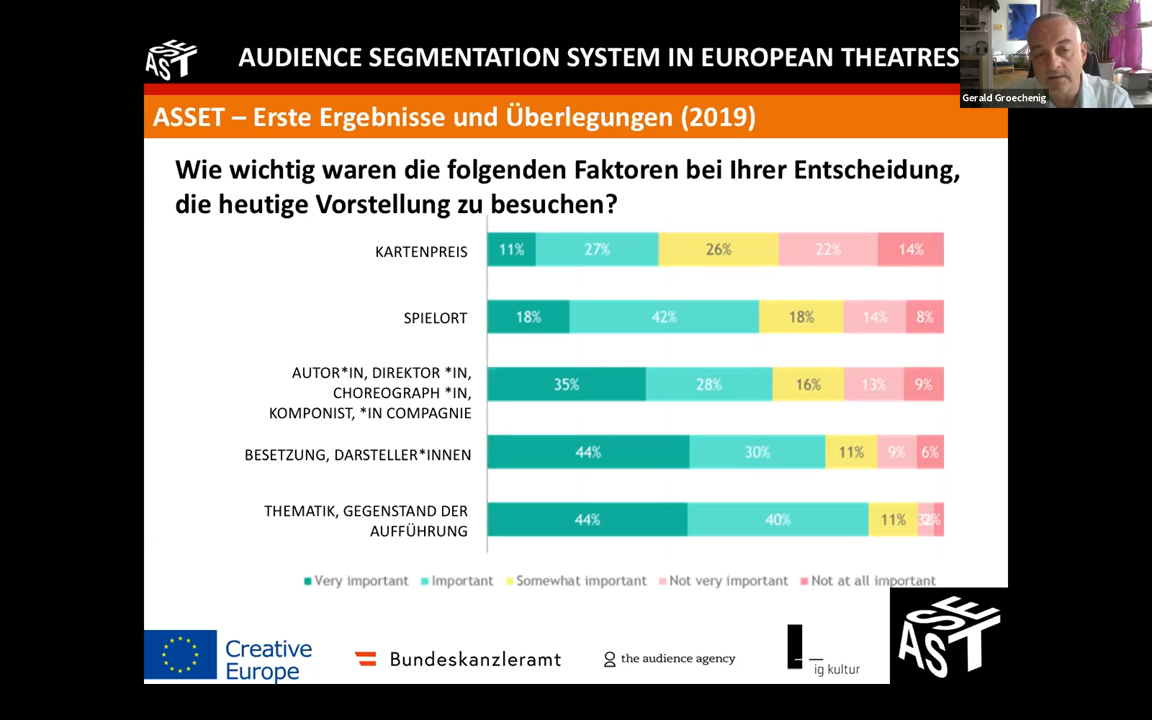 ASSET
AUDIENCE SEGMENTATION SYSTEM IN EUROPEAN THEATRES
Gerald Groechenig
ASSET – Erste Ergebnisse und Überlegungen (2019)
Wie wichtig waren die folgenden Faktoren bei Ihrer Entscheidung,
die heutige Vorstellung zu besuchen?
KARTENPREIS 11% 27% 26% 22% 14%
SPIELORT 18% 42% 18% 14% 8%
AUTOR*IN, DIREKTOR *IN,
CHOREOGRAPH *IN,
KOMPONIST, *IN COMPAGNIE
35% 28% 16% 13% 9%
BESETZUNG, DARSTELLER*INNEN 44% 30% 11% 9% 6%
THEMATIK, GEGENSTAND DER
AUFFÜHRUNG
44% 40% 11%
Very important Important Somewhat important Not very important Not at all important
Creative
Europe
Bundeskanzleramt
the audience agency
ig kultur
ASSET